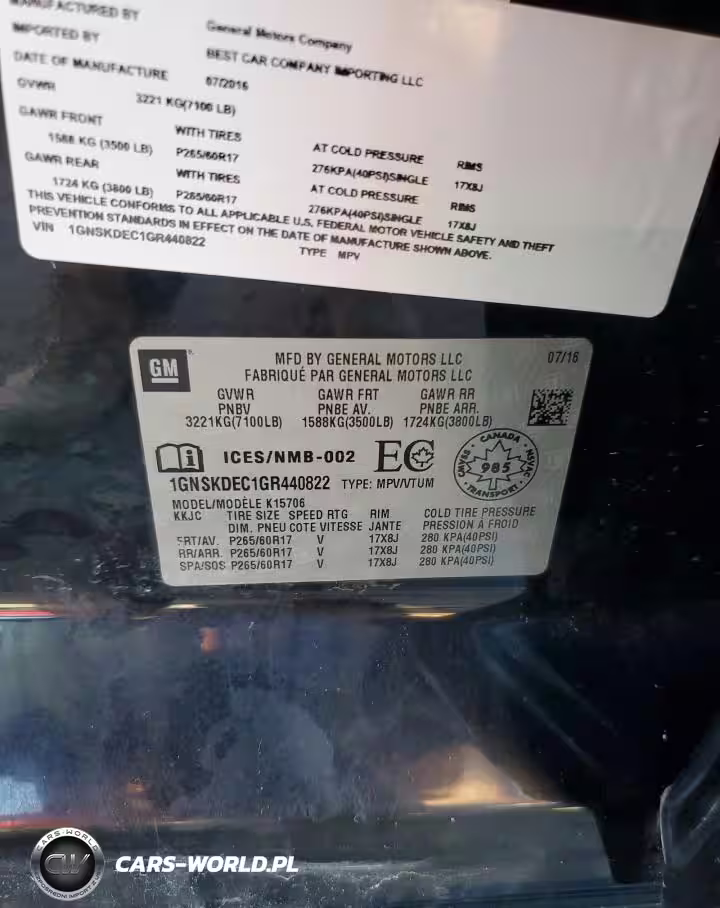 MANUFACTURED BY General Motors Company
IMPORTED BY BEST CAR COMPANY IMPORTING LLC
DATE OF MANUFACTURE 07/2016
GVWR 3221 KG(7100 LB)
GAWR FRONT WITH TIRES AT COLD PRESSURE RIMS
1588 KG (3500 LB) P265/60R17 276KPA(40PSI)SINGLE 17X8J
GAWR REAR WITH TIRES AT COLD PRESSURE RIMS
1724 KG (3800 LB) P265/60R17 276KPA(40PSI)SINGLE 17X8J
THIS VEHICLE CONFORMS TO ALL APPLICABLE U.S. FEDERAL MOTOR VEHICLE SAFETY AND THEFT
PREVENTION STANDARDS IN EFFECT ON THE DATE OF MANUFACTURE SHOWN ABOVE.
VIN 1GNSKDEC1GR440822 TYPE MPV
GM
MFD BY GENERAL MOTORS LLC 07/16
FABRIQUÉ PAR GENERAL MOTORS LLC
GVWR GAWR FRT GAWR RR
PNBV PNBE AV. PNBE ARR.
3221KG(7100LB) 1588KG(3500LB) 1724KG(3800LB)
ICES/NMB-002 EC
CANADA
CMVSS 985 NSVAC
TRANSPORT
1GNSKDEC1GR440822 TYPE: MPV/VTUM
MODEL/MODÈLE K15706
KKJC TIRE SIZE SPEED RTG RIM COLD TIRE PRESSURE
DIM. PNEU COTE VITESSE JANTE PRESSION À FROID
FRT/AV. P265/60R17 V 17X8J 280 KPA(40PSI)
RR/ARR. P265/60R17 V 17X8J 280 KPA(40PSI)
SPA/SOS P265/60R17 V 17X8J 280 KPA(40PSI)
CARS-WORLD
CW
CARS-WORLD.PL